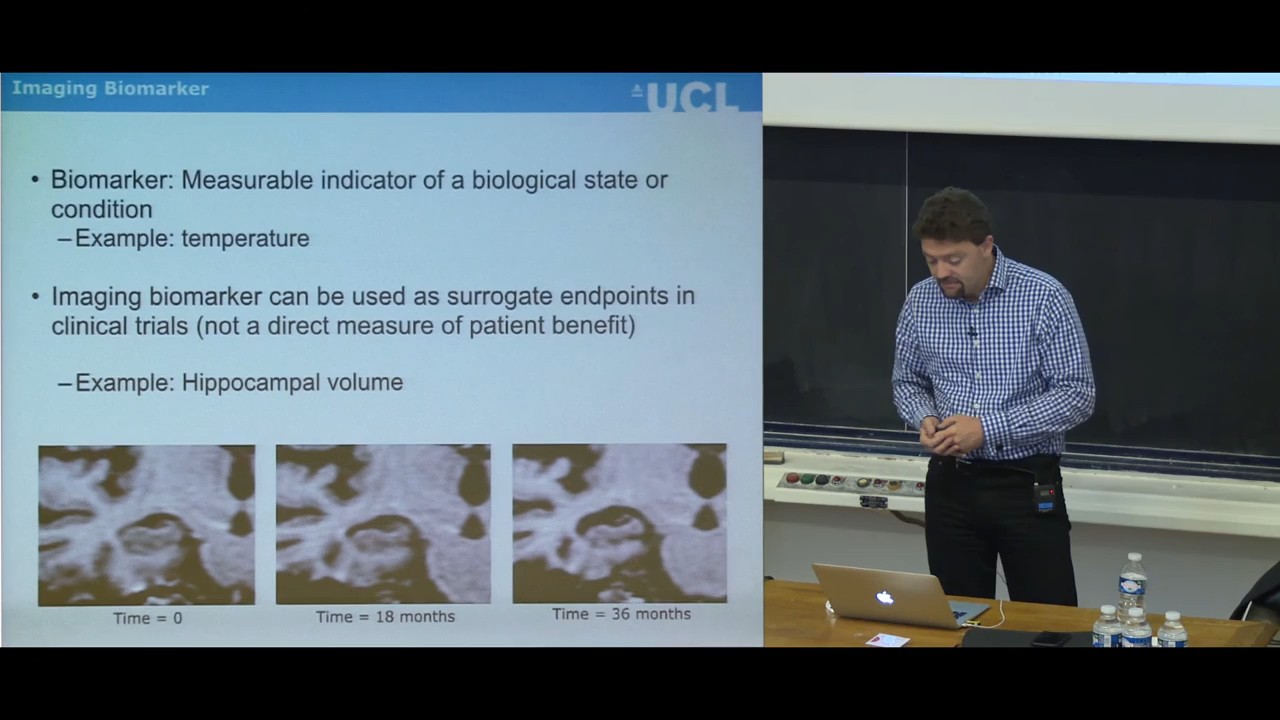 Imaging Biomarker
UCL
• Biomarker: Measurable indicator of a biological state or
condition
–Example: temperature
• Imaging biomarker can be used as surrogate endpoints in
clinical trials (not a direct measure of patient benefit)
–Example: Hippocampal volume
Time = 0
Time = 18 months
Time = 36 months